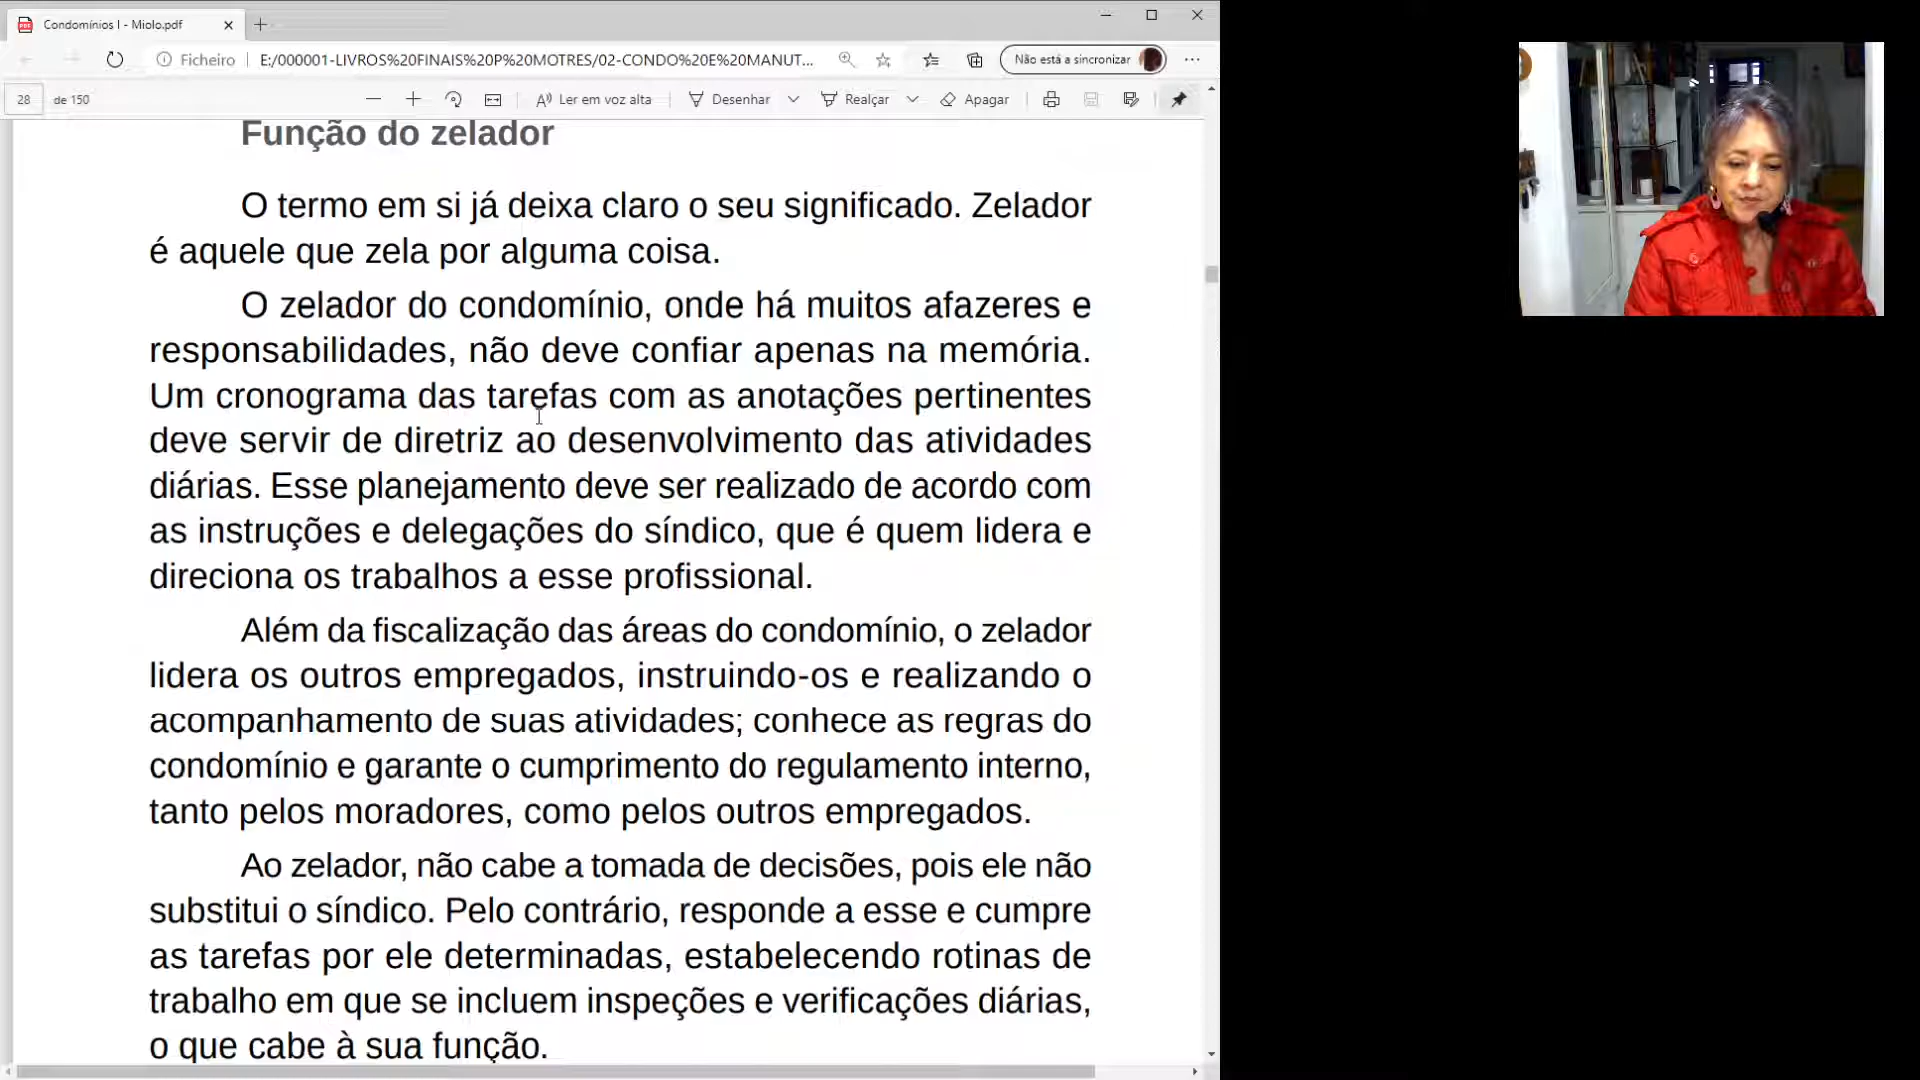 Condomínios I - Miolo.pdf
Ficheiro
E:/000001-LIVROS%20FINAIS%20P%20MOTRES/02-CONDO%20E%20MANUT...
Não está a sincronizar
28
de 150
Ler em voz alta
Desenhar
Realçar
Apagar
Função do zelador
O termo em si já deixa claro o seu significado. Zelador
é aquele que zela por alguma coisa.
O zelador do condomínio, onde há muitos afazeres e
responsabilidades, não deve confiar apenas na memória.
Um cronograma das tarefas com as anotações pertinentes
deve servir de diretriz ao desenvolvimento das atividades
diárias. Esse planejamento deve ser realizado de acordo com
as instruções e delegações do síndico, que é quem lidera e
direciona os trabalhos a esse profissional.
Além da fiscalização das áreas do condomínio, o zelador
lidera os outros empregados, instruindo-os e realizando o
acompanhamento de suas atividades; conhece as regras do
condomínio e garante o cumprimento do regulamento interno,
tanto pelos moradores, como pelos outros empregados.
Ao zelador, não cabe a tomada de decisões, pois ele não
substitui o síndico. Pelo contrário, responde a esse e cumpre
as tarefas por ele determinadas, estabelecendo rotinas de
trabalho em que se incluem inspeções e verificações diárias,
o que cabe à sua função.